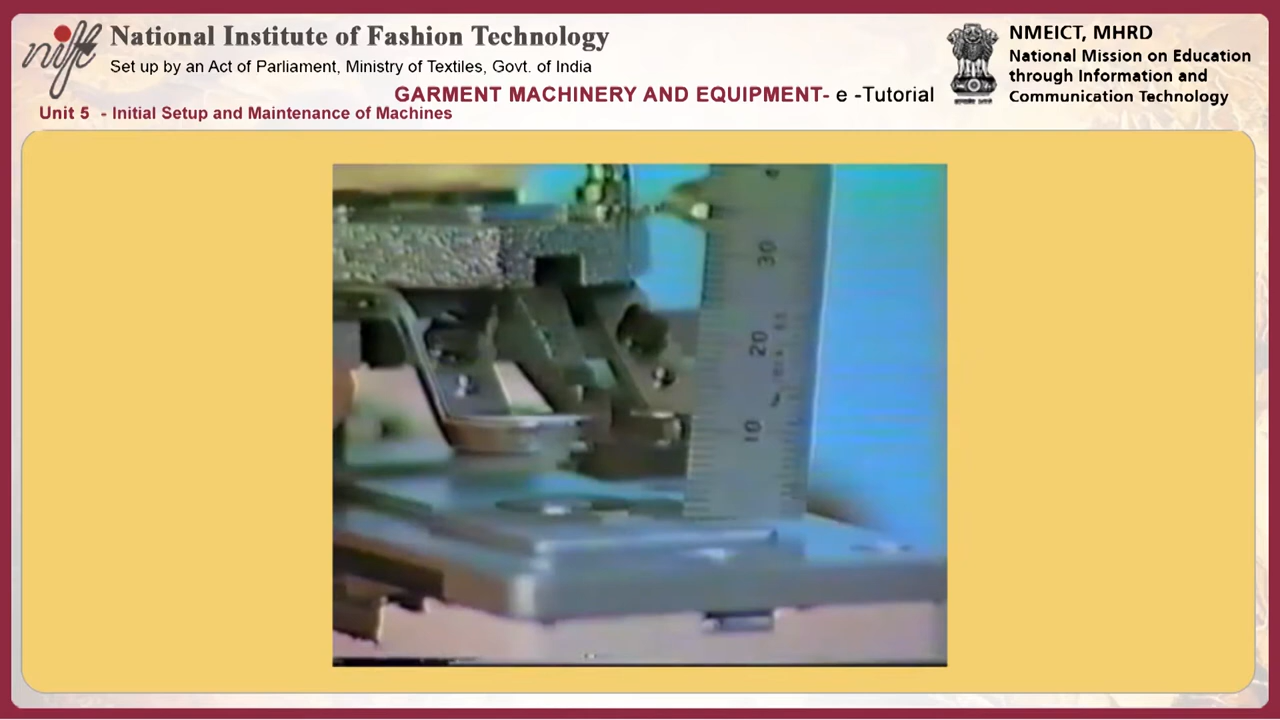 nift
National Institute of Fashion Technology
Set up by an Act of Parliament, Ministry of Textiles, Govt. of India
GARMENT MACHINERY AND EQUIPMENT- e -Tutorial
Unit 5 - Initial Setup and Maintenance of Machines
NMEICT, MHRD
National Mission on Education
through Information and
Communication Technology
30
20
10